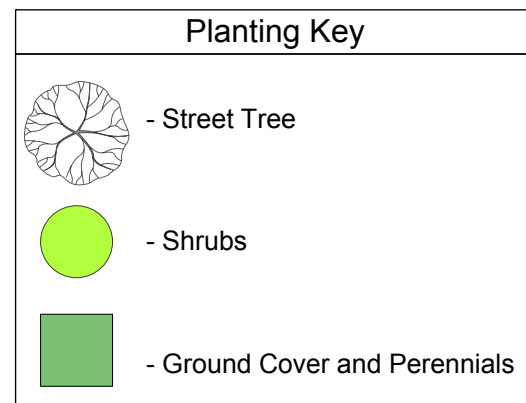 Planting Key
- Street Tree
- Shrubs
- Ground Cover and Perennials